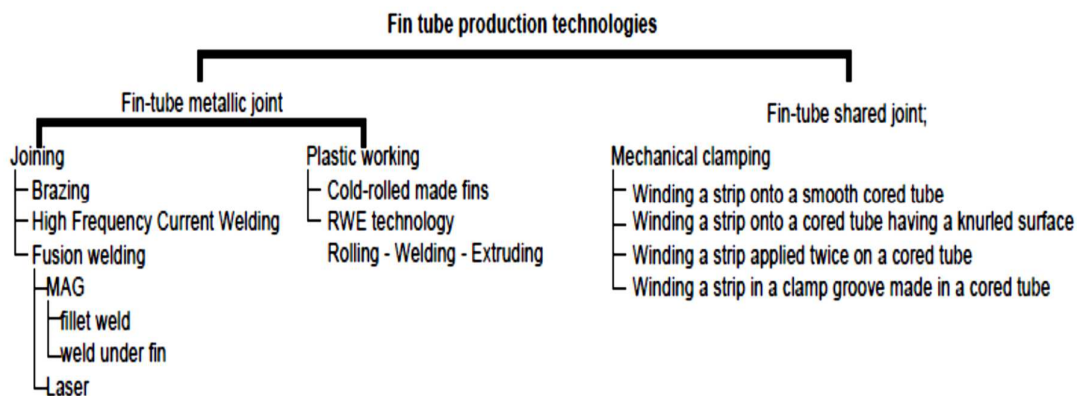 Fin tube production technologies
Fin-tube metallic joint
Fin-tube shared joint;
Joining
Brazing
High Frequency Current Welding
Fusion welding
MAG
fillet weld
weld under fin
Laser
Plastic working
Cold-rolled made fins
RWE technology
Rolling - Welding - Extruding
Mechanical clamping
Winding a strip onto a smooth cored tube
Winding a strip onto a cored tube having a knurled surface
Winding a strip applied twice on a cored tube
Winding a strip in a clamp groove made in a cored tube